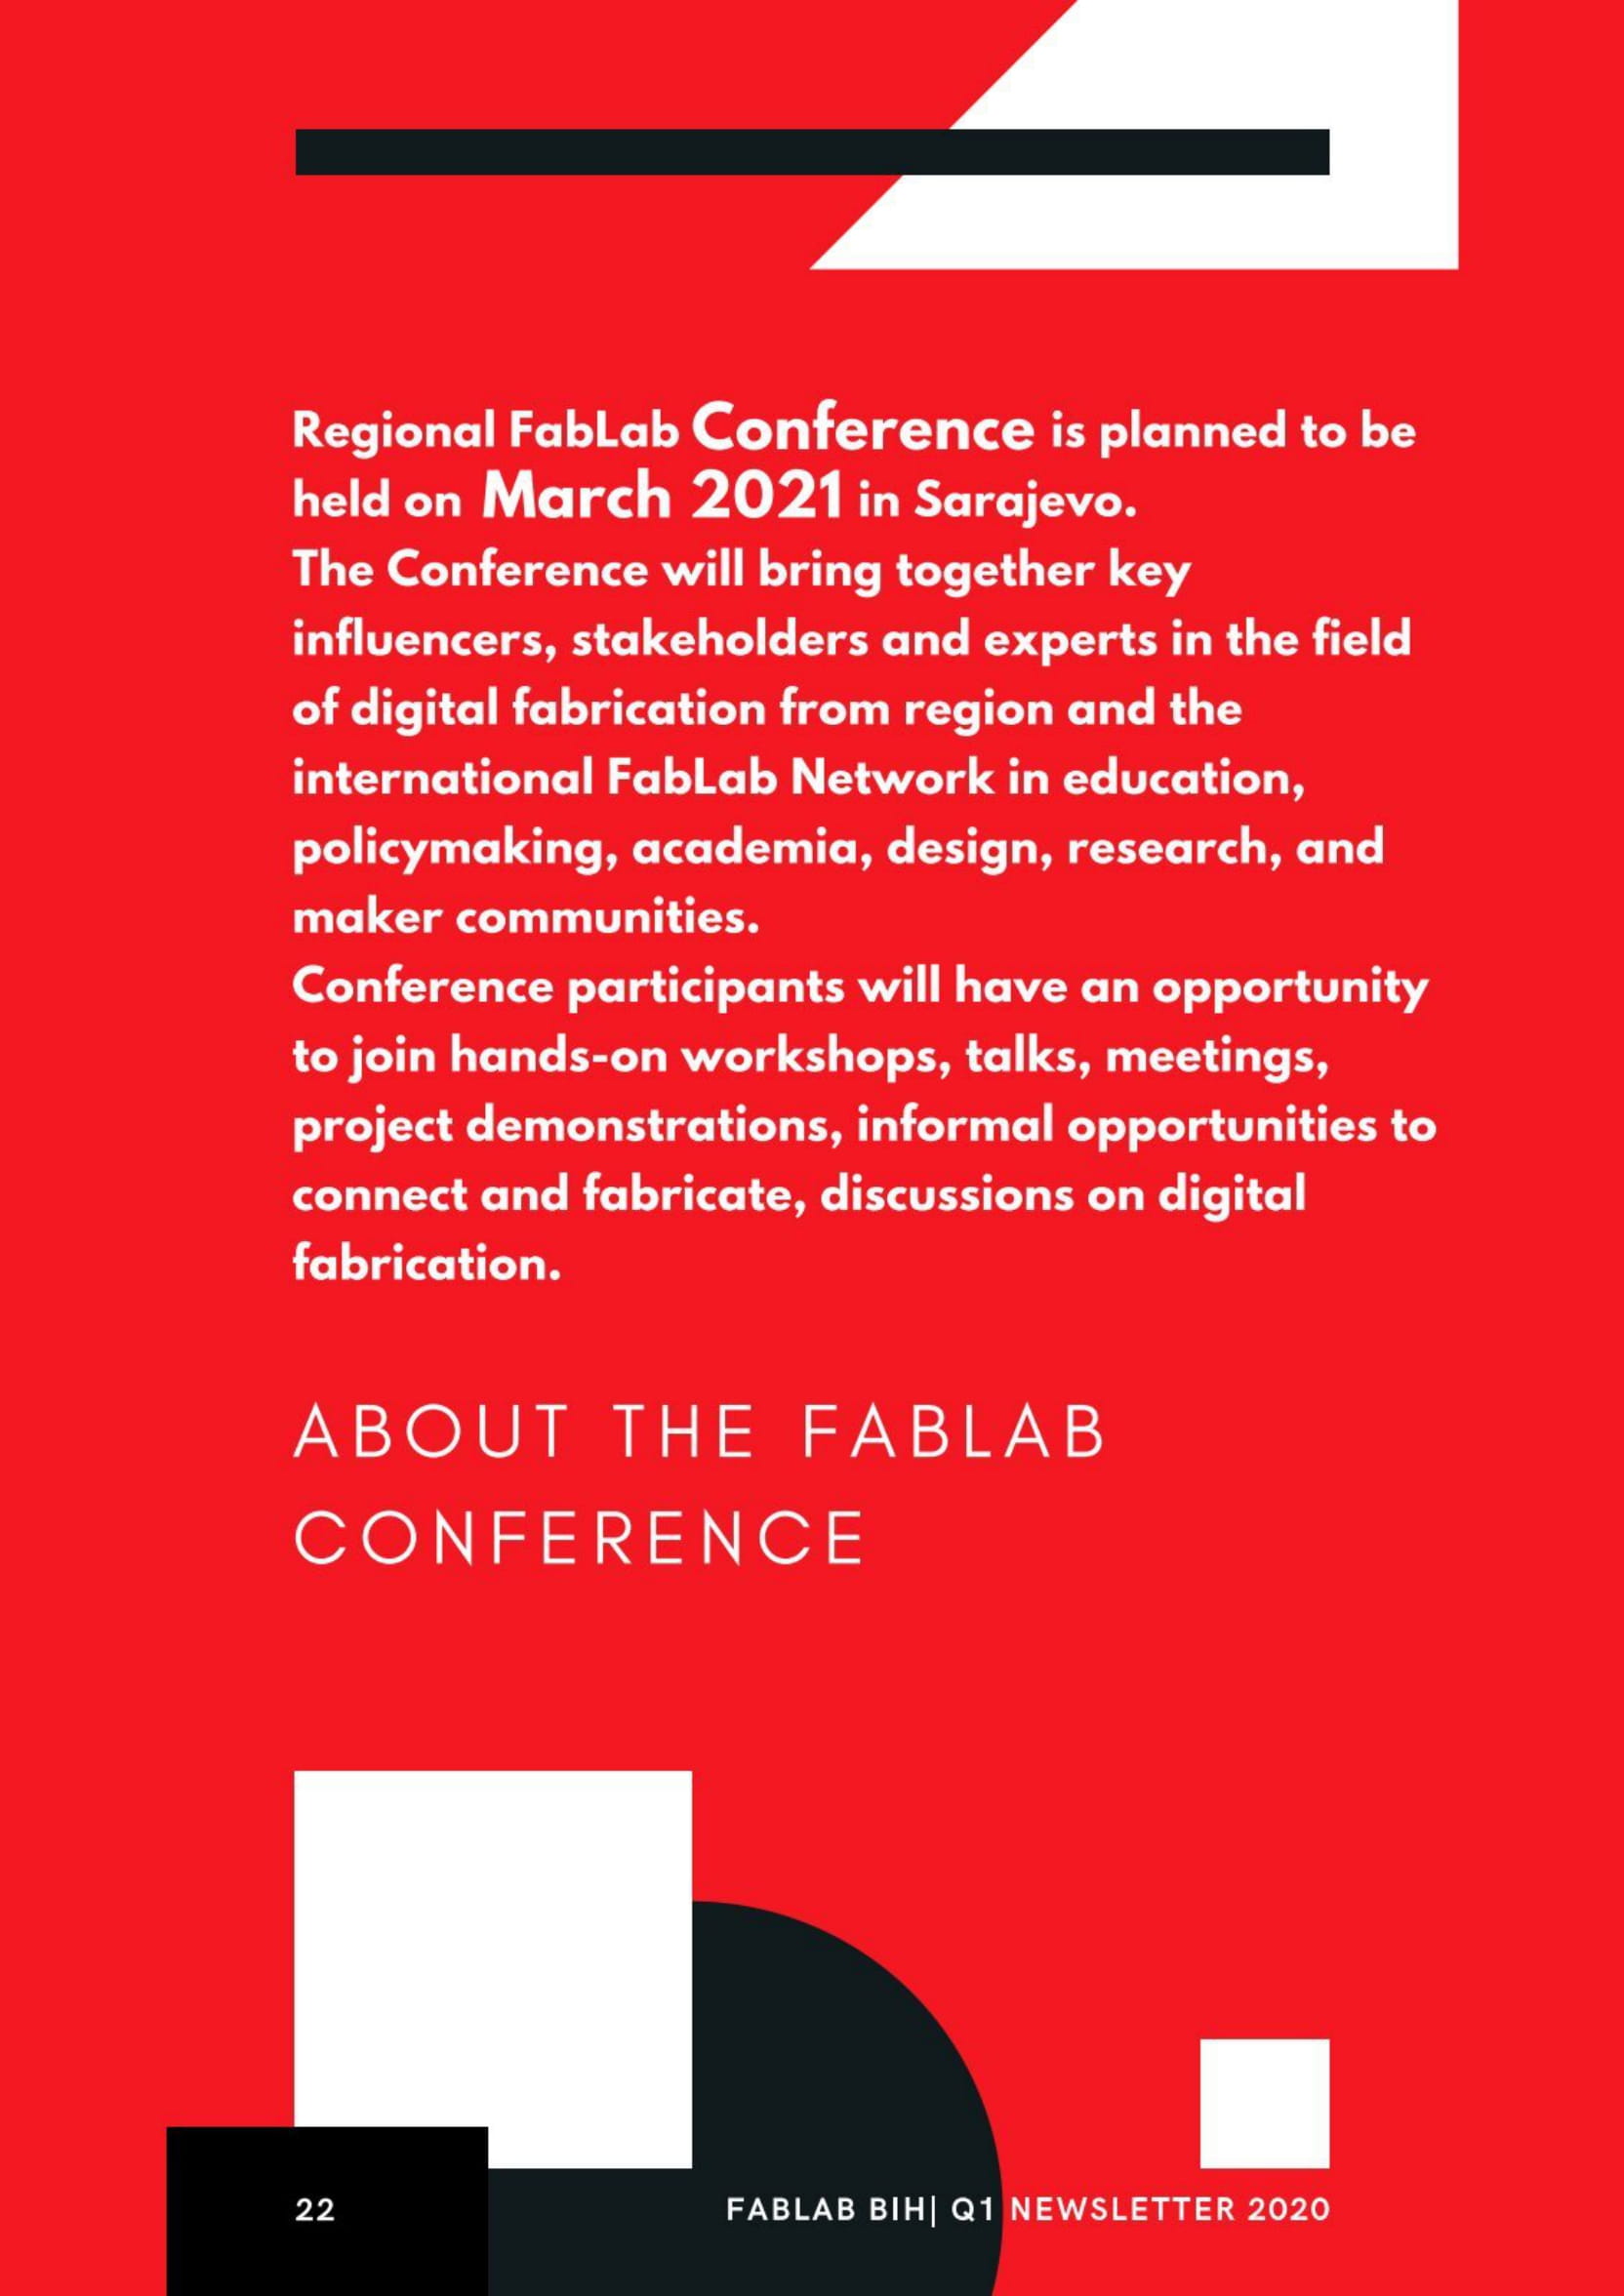 Regional FabLab Conference is planned to be
held on March 2021 in Sarajevo.
The Conference will bring together key
influencers, stakeholders and experts in the field
of digital fabrication from region and the
international FabLab Network in education,
policymaking, academia, design, research, and
maker communities.
Conference participants will have an opportunity
to join hands-on workshops, talks, meetings,
project demonstrations, informal opportunities to
connect and fabricate, discussions on digital
fabrication.
ABOUT THE FABLAB
CONFERENCE
22
FABLAB BIH| Q1 NEWSLETTER 2020